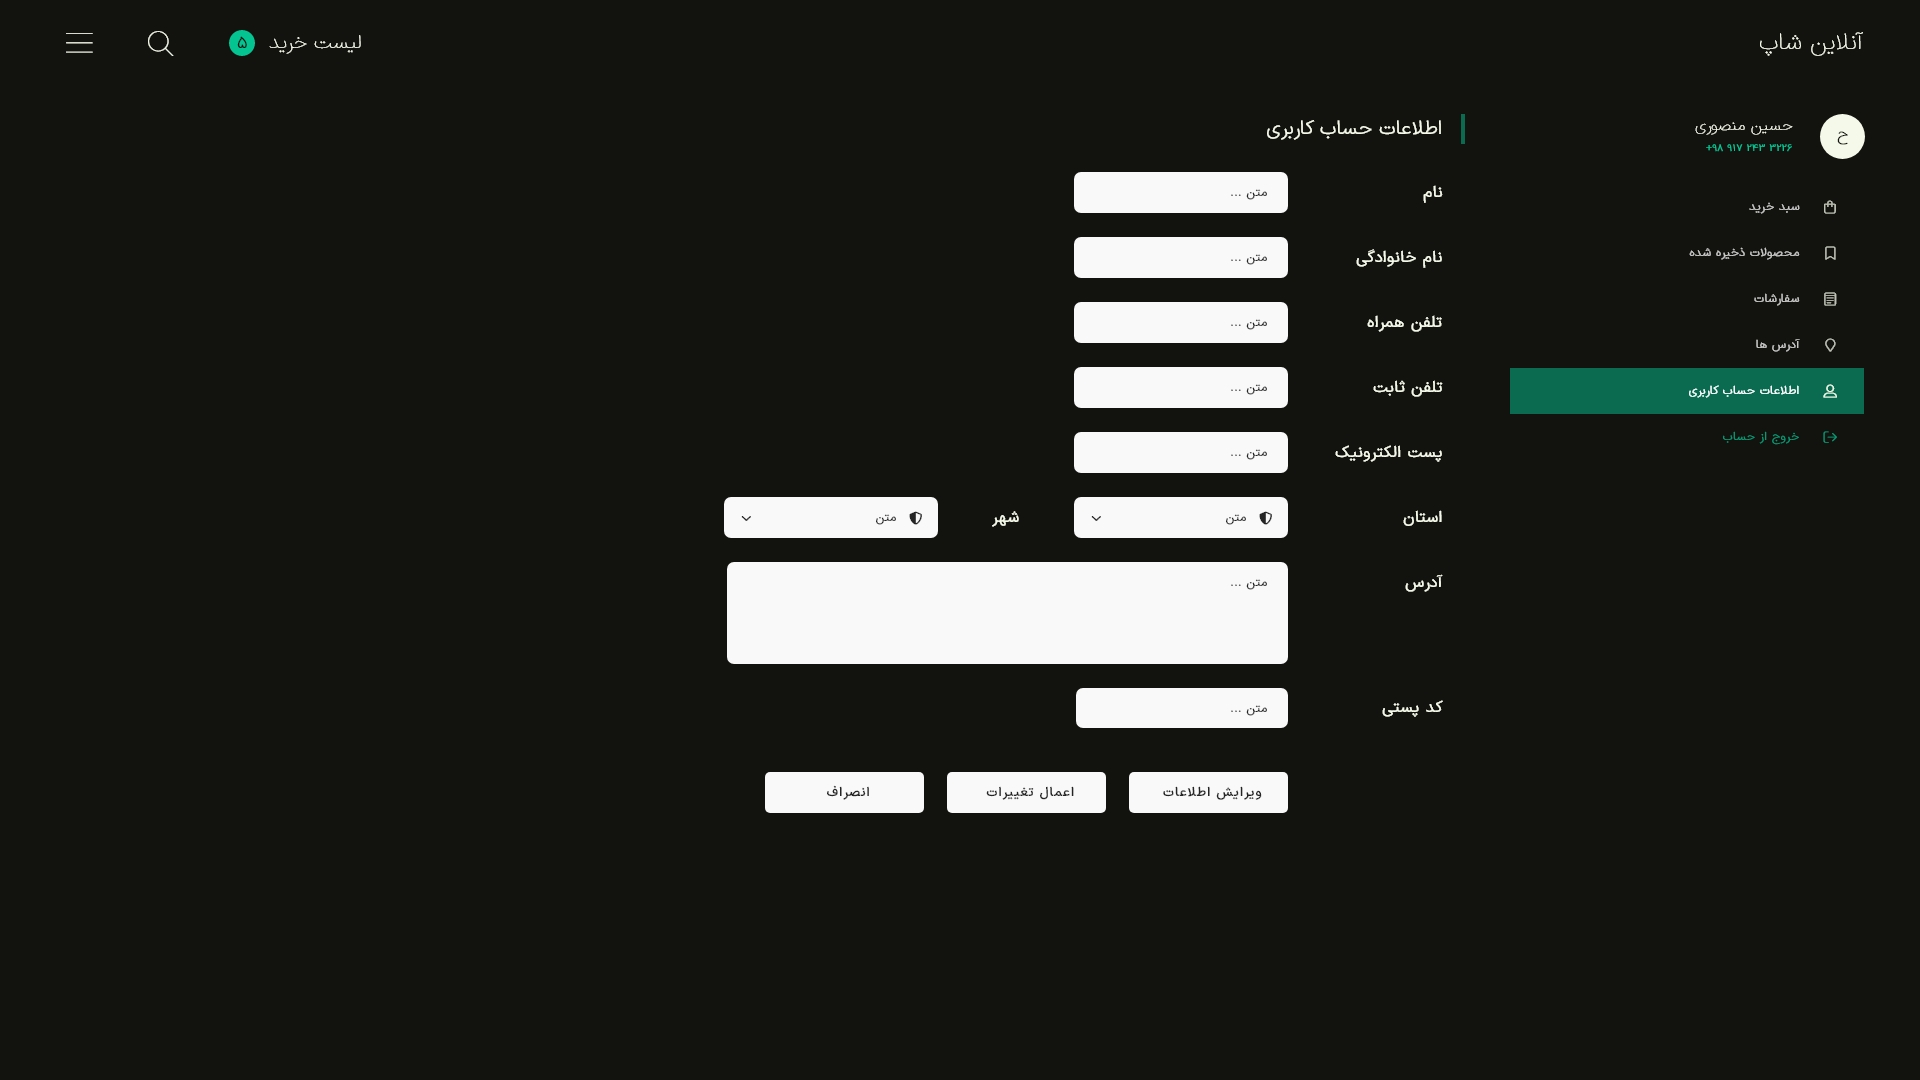 آنلاین شاپ
لیست خرید ۵
ح
حسین منصوری
+۹۸ ۹۱۷ ۲۴۳ ۳۲۲۶
سبد خرید
محصولات ذخیره شده
سفارشات
آدرس ها
اطلاعات حساب کاربری
خروج از حساب
اطلاعات حساب کاربری
نام متن ...
نام خانوادگی متن ...
تلفن همراه متن ...
تلفن ثابت متن ...
پست الکترونیک متن ...
استان متن شهر متن
آدرس متن ...
کد پستی متن ...
ویرایش اطلاعات اعمال تغییرات انصراف